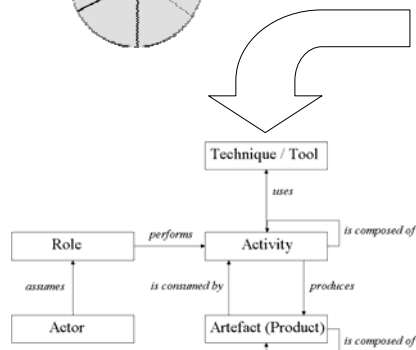 Technique / Tool
uses
is composed of
Role
performs
Activity
assumes
is consumed by
produces
Actor
Artefact (Product)
is composed of